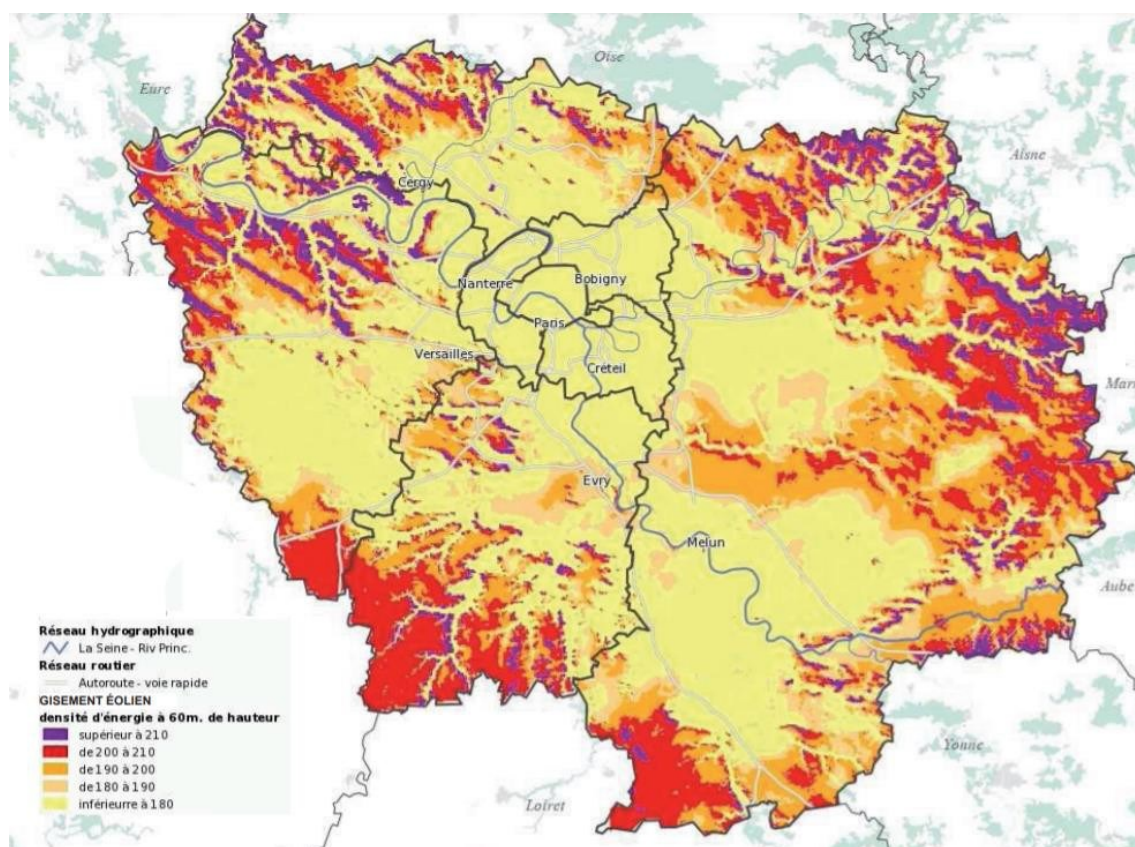 Oise
Eure
Aisne
Cergy
Nanterre
Bobigny
Paris
Versailles
Créteil
Mar
Evry
Melun
Aube
Réseau hydrographique
La Seine - Riv Princ.
Réseau routier
Autoroute - voie rapide
GISEMENT ÉOLIEN
densité d'énergie à 60m. de hauteur
supérieur à 210
de 200 à 210
de 190 à 200
de 180 à 190
inférieurre à 180
Yonne
Loiret